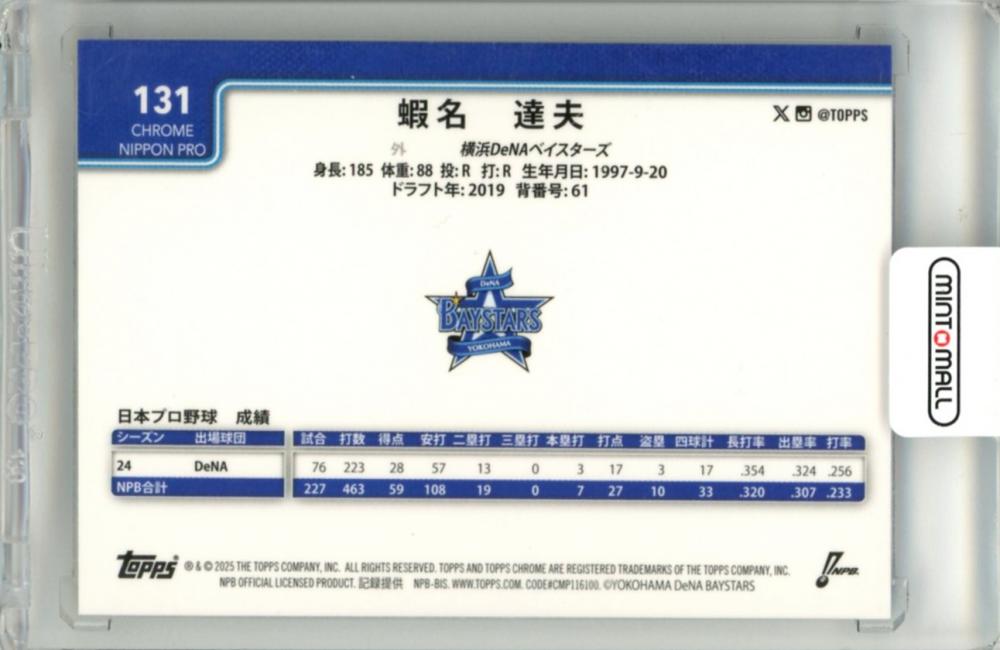 131
CHROME
NIPPON PRO
蝦名 達夫
@TOPPS
外 横浜DeNAベイスターズ
身長: 185 体重: 88 投: R 打: R 生年月日: 1997-9-20
ドラフト年: 2019 背番号: 61
DeNA
BAYSTARS
YOKOHAMA
MINTOMALL
日本プロ野球 成績
シーズン 出場球団 試合 打数 得点 安打 二塁打 三塁打 本塁打 打点 盗塁 四球計 長打率 出塁率 打率
24 DeNA 76 223 28 57 13 0 3 17 3 17 .354 .324 .256
NPB合計 227 463 59 108 19 0 7 27 10 33 .320 .307 .233
topps ® & © 2025 THE TOPPS COMPANY, INC. ALL RIGHTS RESERVED. TOPPS AND TOPPS CHROME ARE REGISTERED TRADEMARKS OF THE TOPPS COMPANY, INC.
NPB OFFICIAL LICENSED PRODUCT. 記録提供 NPB-BIS. WWW.TOPPS.COM. CODE#CMP116100. ©YOKOHAMA DeNA BAYSTARS
NPB